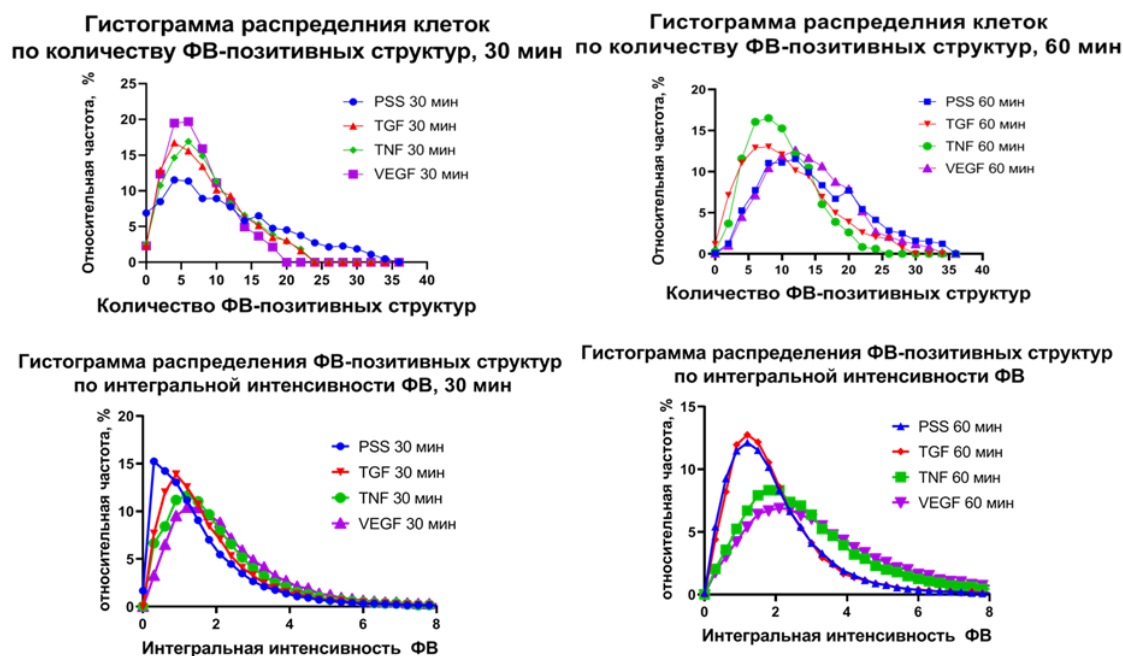 Гистограмма распределния клеток
по количеству ФВ-позитивных структур, 30 мин
Относительная частота, %
25
20
15
10
5
0
0 5 10 15 20 25 30 35 40
PSS 30 мин
TGF 30 мин
TNF 30 мин
VEGF 30 мин
Количество ФВ-позитивных структур
Гистограмма распределния клеток
по количеству ФВ-позитивных структур, 60 мин
Относительная частота, %
20
15
10
5
0
0 5 10 15 20 25 30 35 40
PSS 60 мин
TGF 60 мин
TNF 60 мин
VEGF 60 мин
Количество ФВ-позитивных структур
Гистограмма распределения ФВ-позитивных структур
по интегральной интенсивности ФВ, 30 мин
относительная частота, %
20
15
10
5
0
0 2 4 6 8
PSS 30 мин
TGF 30 мин
TNF 30 мин
VEGF 30 мин
Интегральная интенсивность ФВ
Гистограмма распределения ФВ-позитивных структур
по интегральной интенсивности ФВ
относительная частота, %
15
10
5
0
0 2 4 6 8
PSS 60 мин
TGF 60 мин
TNF 60 мин
VEGF 60 мин
Интегральная интенсивность ФВ